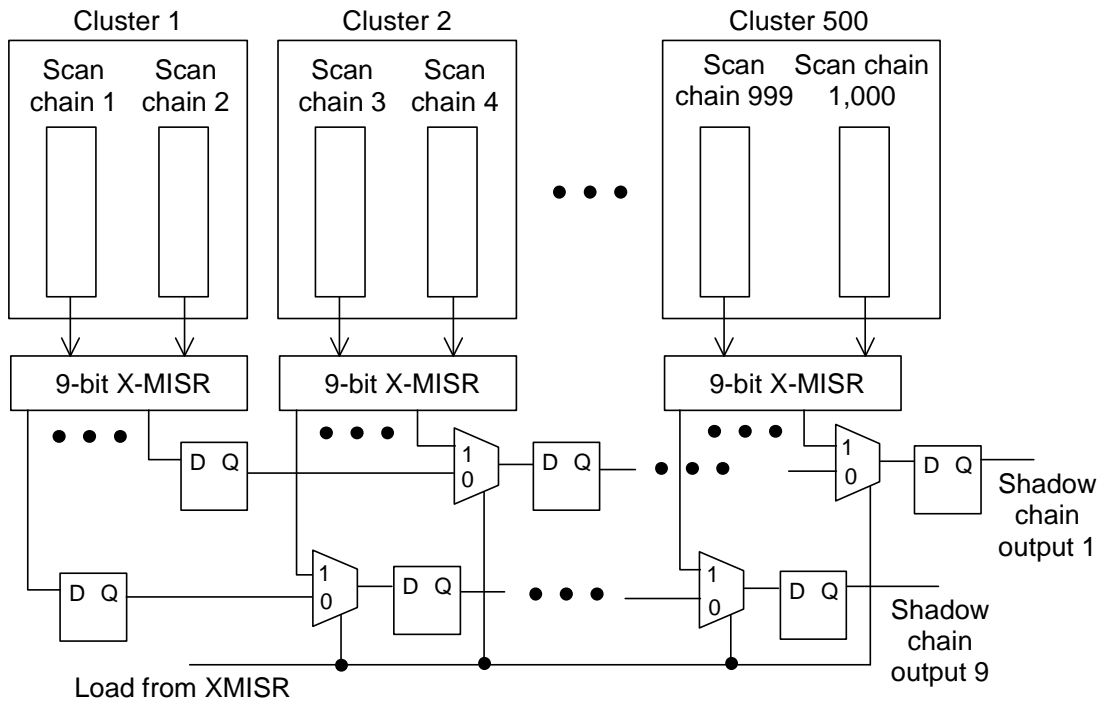 Cluster 1
Cluster 2
Cluster 500
Scan
chain 1
Scan
chain 2
Scan
chain 3
Scan
chain 4
Scan
chain 999
Scan chain
1,000
9-bit X-MISR
9-bit X-MISR
9-bit X-MISR
D Q
1
0
D Q
1
0
D Q
Shadow
chain
output 1
D Q
1
0
D Q
1
0
D Q
Shadow
chain
output 9
Load from XMISR